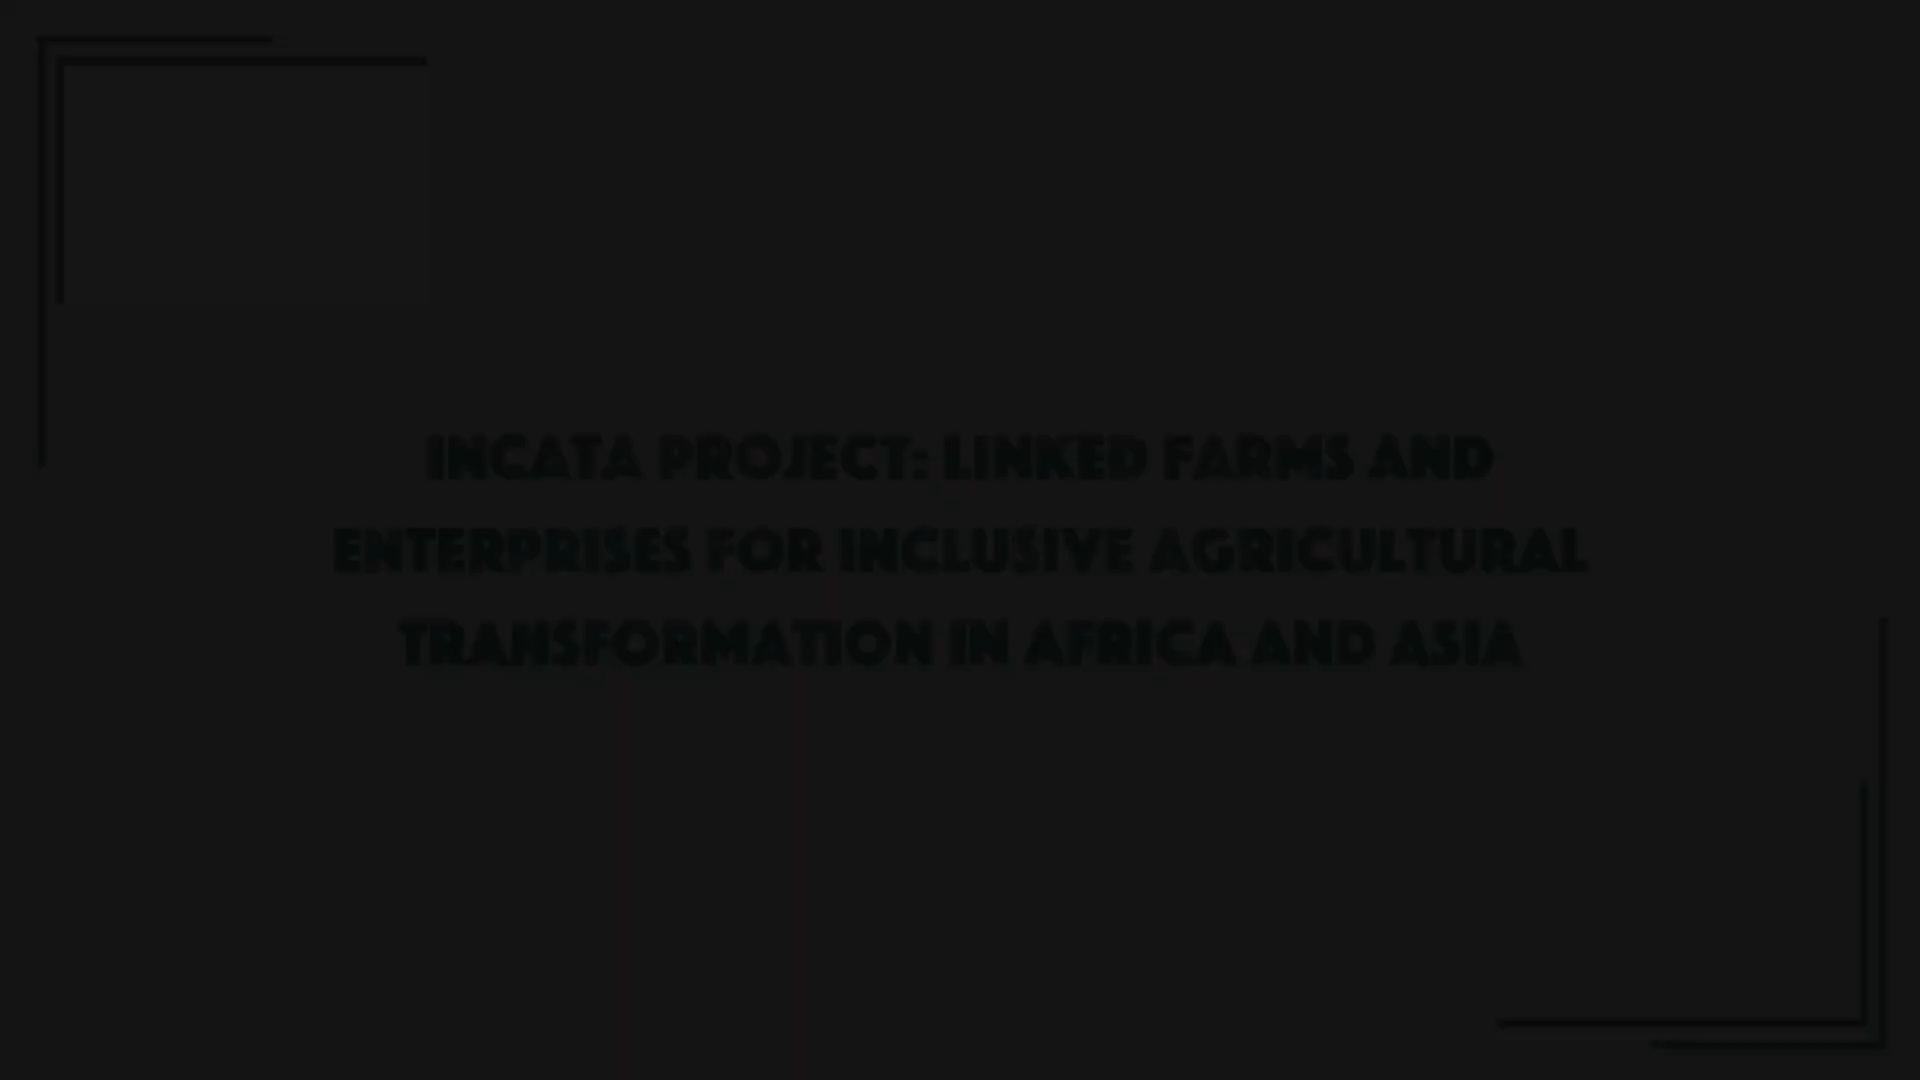 INCATA PROJECT: LINKED FARMS AND
ENTERPRISES FOR INCLUSIVE AGRICULTURAL
TRANSFORMATION IN AFRICA AND ASIA